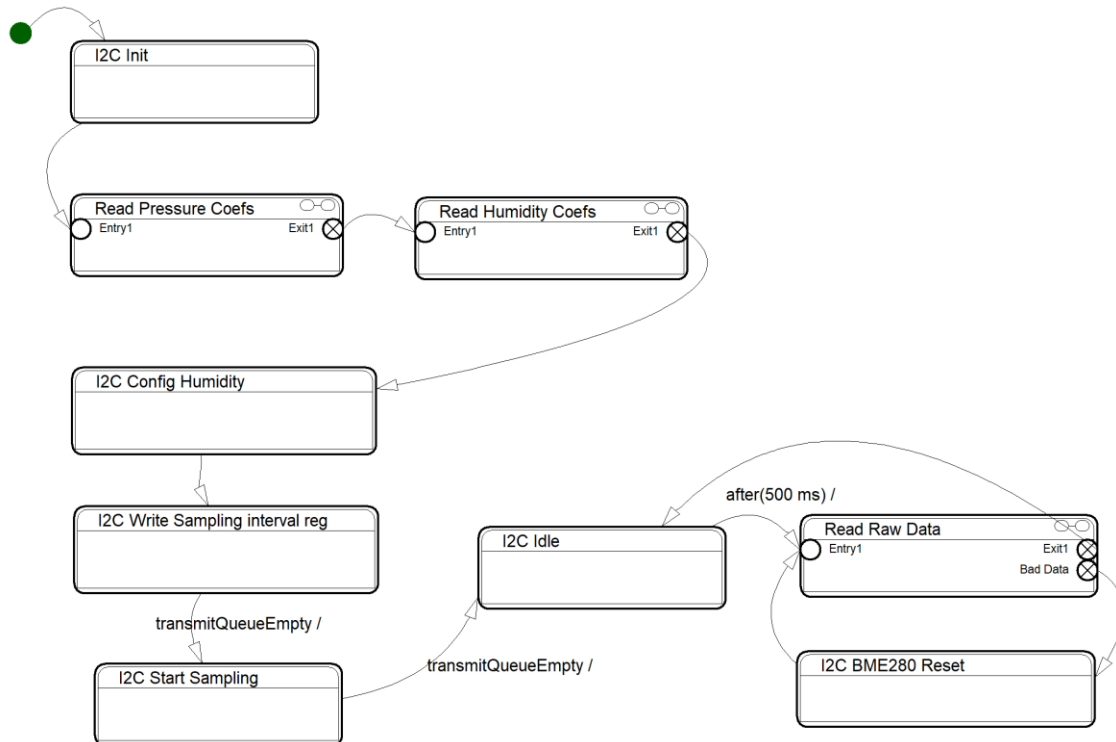 I2C Init
Read Pressure Coefs
Entry1
Exit1
Read Humidity Coefs
Entry1
Exit1
I2C Config Humidity
I2C Write Sampling interval reg
transmitQueueEmpty /
I2C Start Sampling
transmitQueueEmpty /
I2C Idle
after(500 ms) /
Read Raw Data
Entry1
Exit1
Bad Data
I2C BME280 Reset